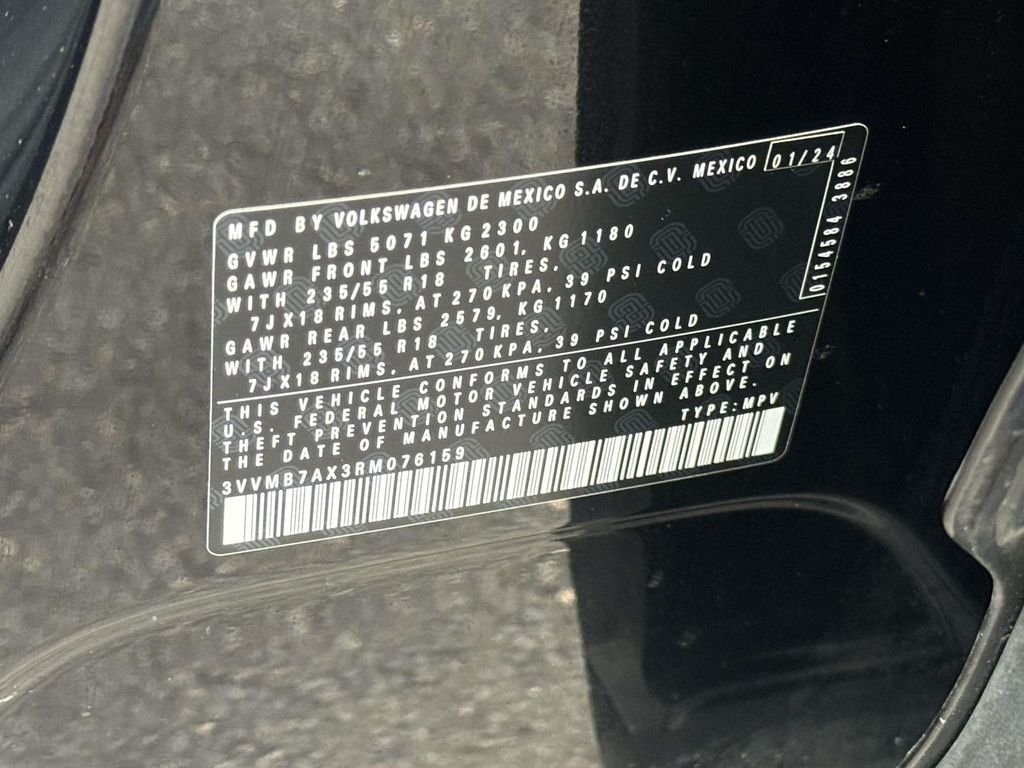 MFD BY VOLKSWAGEN DE MEXICO S.A. DE C.V. MEXICO 01/24
GVWR LBS 5071 KG 2300
GAWR FRONT LBS 2601, KG 1180
WITH 235/55 R18 TIRES,
7JX18 RIMS, AT 270 KPA, 39 PSI COLD
GAWR REAR LBS 2579, KG 1170
WITH 235/55 R18 TIRES,
7JX18 RIMS, AT 270 KPA, 39 PSI COLD
THIS VEHICLE CONFORMS TO ALL APPLICABLE
U.S. FEDERAL MOTOR VEHICLE SAFETY AND
THEFT PREVENTION STANDARDS IN EFFECT ON
THE DATE OF MANUFACTURE SHOWN ABOVE.
TYPE: MPV
3VVMB7AX3RM076159
01545843886